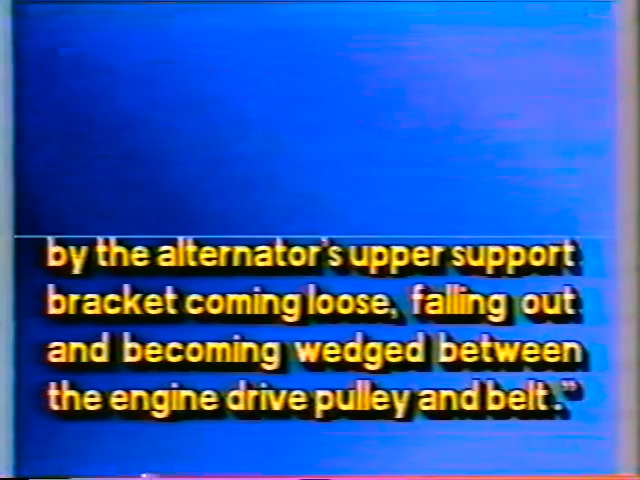 by the alternator's upper support
bracket coming loose, falling out
and becoming wedged between
the engine drive pulley and belt."